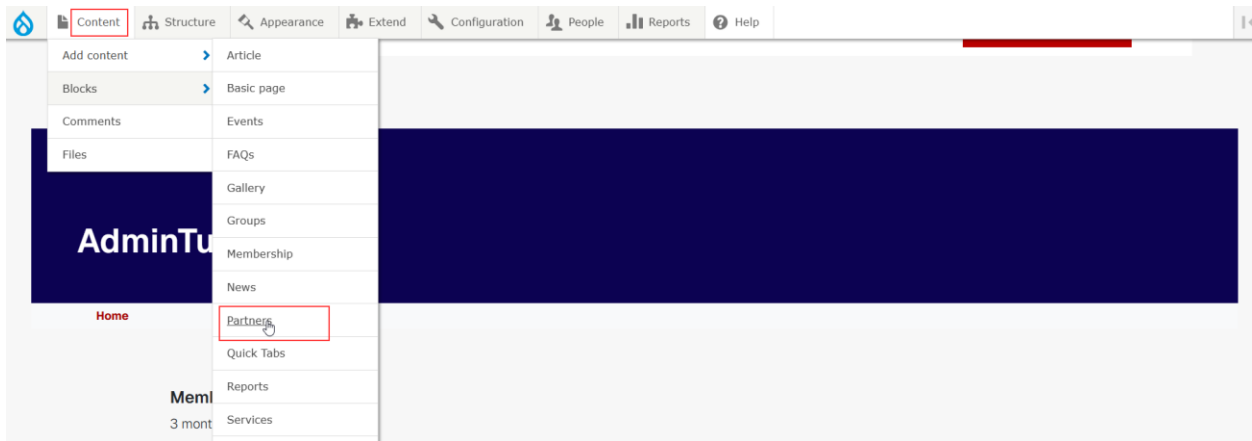 Content Structure Appearance Extend Configuration People Reports Help
Add content
Blocks
Comments
Files
Article
Basic page
Events
FAQs
Gallery
Groups
Membership
News
Partners
Quick Tabs
Reports
Services
AdminTu
Home
Meml
3 mont